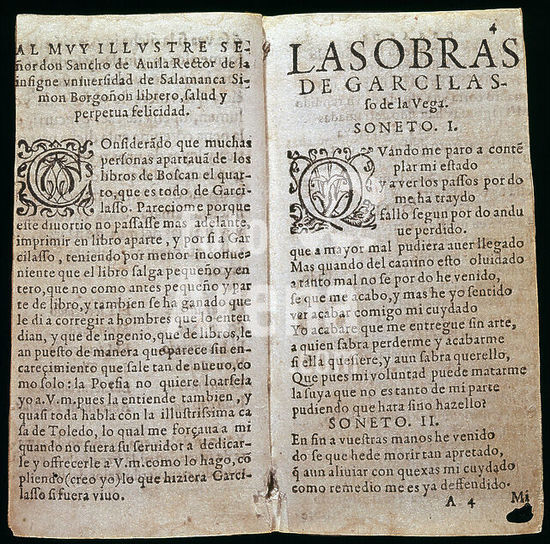 AL MVY ILLVSTRE SE-
ñor don Sancho de Auila Rector de la
insigne vniuersidad de Salamanca Si-
mon Borgoñon librero, salud y
perpetua felicidad.
COnsiderãdo que muchas
personas apartauã de los
libros de Boscan el quar-
to, que es todo de Garci-
lasso. Pareciome porque
este diuortio no passasse mas adelante,
imprimir en libro aparte, y por si a Gar
cilasso, teniendo por menor inconue-
niente que el libro salga pequeño y en
tero, que no como antes pequeño y par
te de libro, y tambien se ha ganado que
le di a corregir a hombres que lo enten
dian, y que de ingenio, que de libros, le
an puesto de manera que parece sin en-
carecimiento que sale tan de nueuo, co
mo solo: la Poesia no quiere loarsela
yo a V.m. pues la entiende tambien, y
quasi toda habla cõn la illustrissima ca
sa de Toledo, lo qual me forçaua a mi
quando no fuera su seruidor a dedicar-
le y offrecerle a V.m. como lo hago, cõ
pliendo (creo yo) lo que hiziera Garci-
lasso si fuera viuo.
4
LAS OBRAS
DE GARCILAS-
so de la Vega.
SONETO. I.
QVándo me paro a contẽ
plar mi estado
y a ver los passos por do
me ha traydo
fallo segun por do andu
ue perdido.
que a mayor mal pudiera auer llegado
Mas quando del camino esto olvidado
a tanto mal no se por do he venido,
se que me acabo, y mas he yo sentido
ver acabar comigo mi cuydado
Yo acabare que me entregue sin arte,
a quien sabra perderme y acabarme
si ella quisiere, y aun sabra querello,
Que pues mi voluntad puede matarme
la suya que no es tanto de mi parte
pudiendo que hara sino hazello?
SONETO. II.
En fin a vuestras manos he venido
do se que hede morir tan apretado,
q̃ aun aliuiar con quexas mi cuydado
como remedio me es ya deffendido.
A 4
Mi